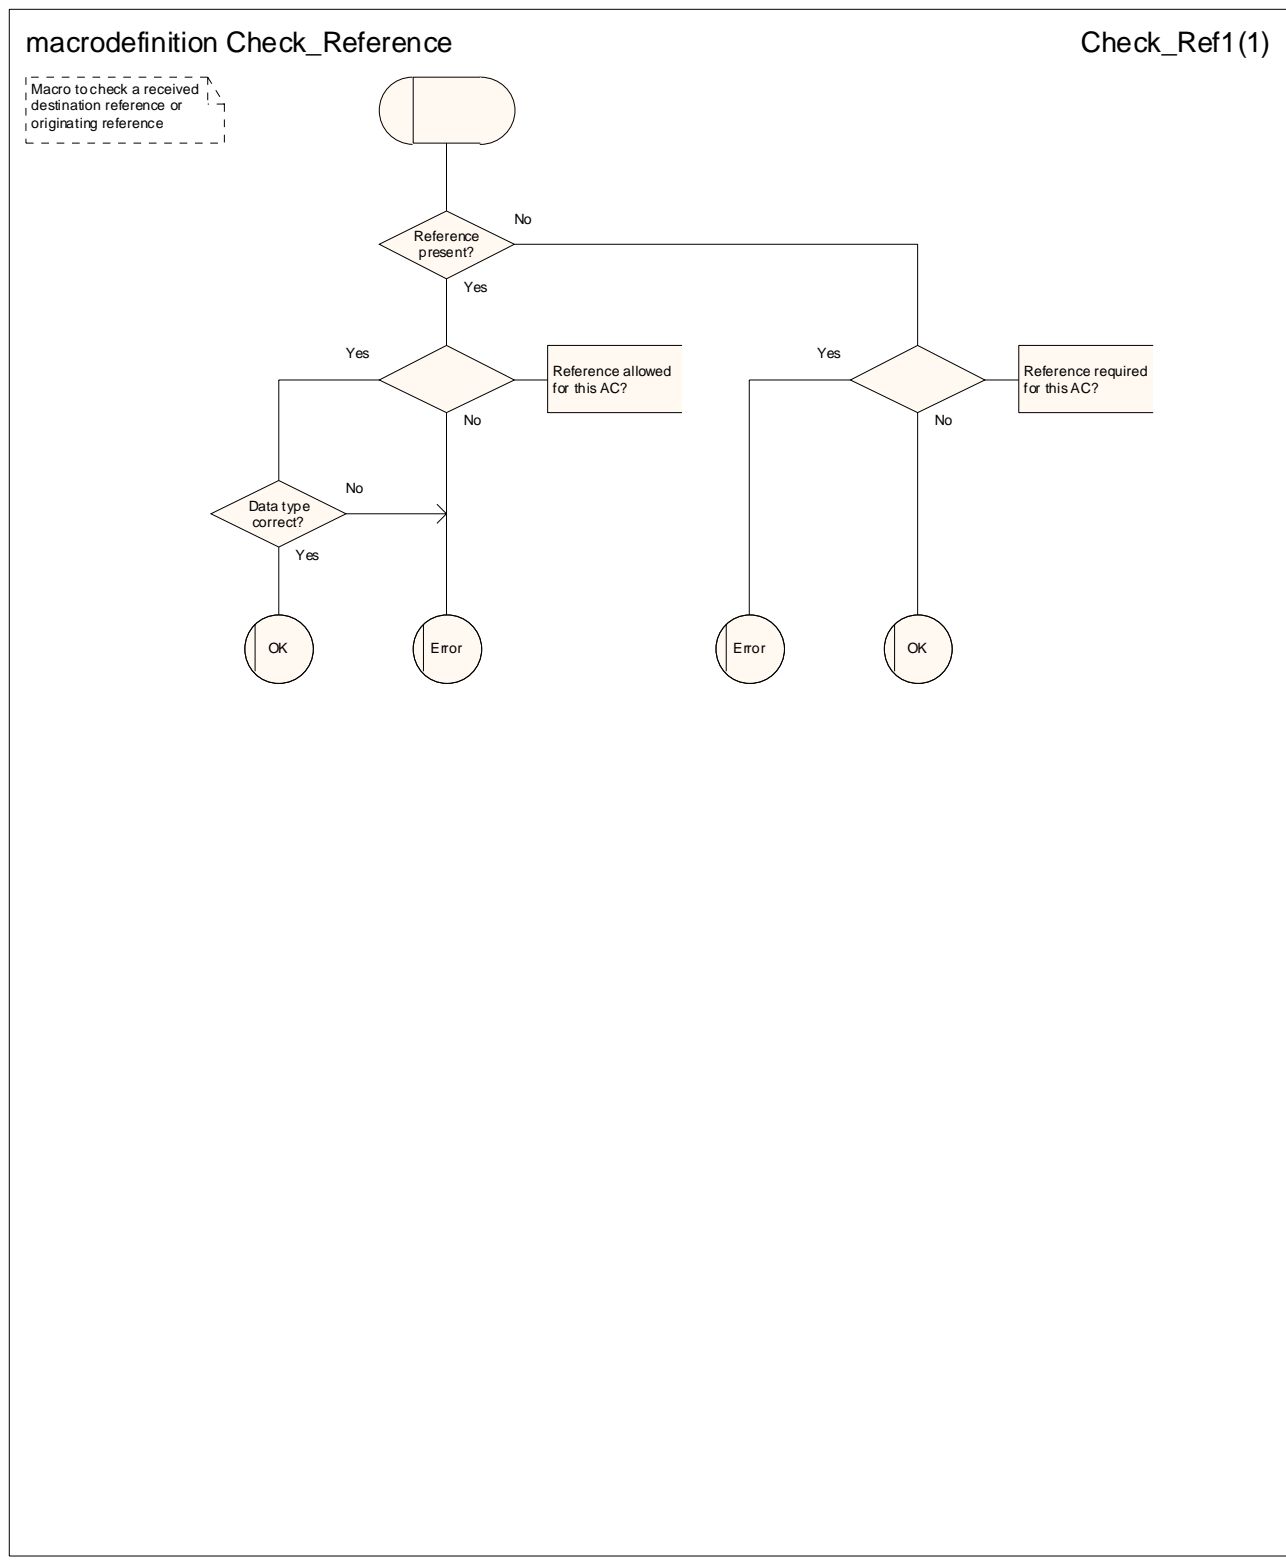 macrodefinition Check_Reference
Check_Ref1(1)
Macro to check a received
destination reference or
originating reference
No
Reference
present?
Yes
Yes
Reference allowed
for this AC?
No
Yes
Reference required
for this AC?
No
No
Data type
correct?
Yes
OK
Error
Error
OK